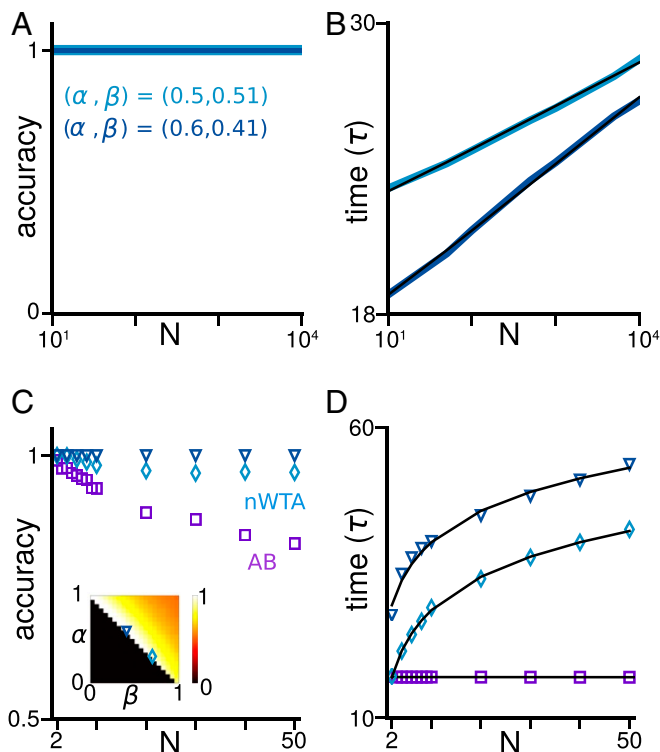 A
1
(α , β) = (0.5,0.51)
(α , β) = (0.6,0.41)
accuracy
0
10¹
N
10⁴
B
30
time (τ)
18
10¹
N
10⁴
C
1
nWTA
AB
accuracy
1
α
0
0
β
1
1
0
0.5
2
N
50
D
60
time (τ)
10
2
N
50